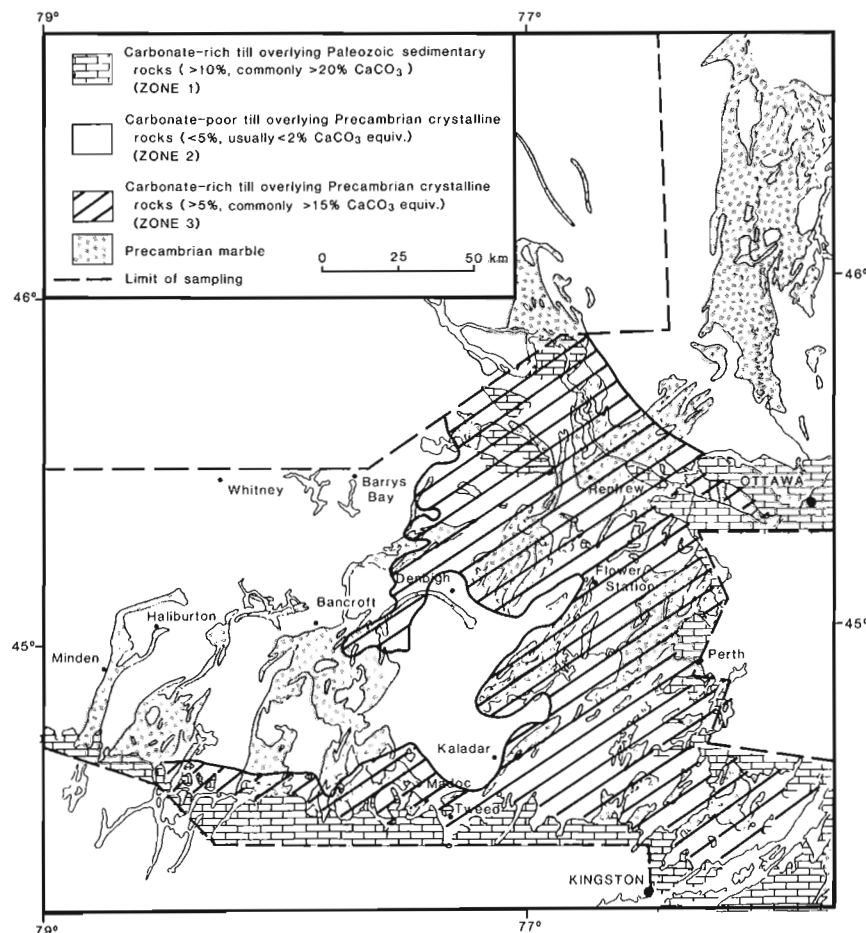 79°
77°
Carbonate-rich till overlying Paleozoic sedimentary
rocks (>10%, commonly >20% CaCO₃)
(ZONE 1)
Carbonate-poor till overlying Precambrian crystalline
rocks (<5%, usually <2% CaCO₃ equiv.)
(ZONE 2)
Carbonate-rich till overlying Precambrian crystalline
rocks (>5%, commonly >15% CaCO₃ equiv.)
(ZONE 3)
Precambrian marble
0 25 50 km
Limit of sampling
46°
46°
Whitney
Barrys
Bay
Renfrew
OTTAWA
Denbigh
Flower
Station
Bancroft
Haliburton
45°
45°
Minden
Perth
Kaladar
Madoc
Tweed
KINGSTON
79°
77°